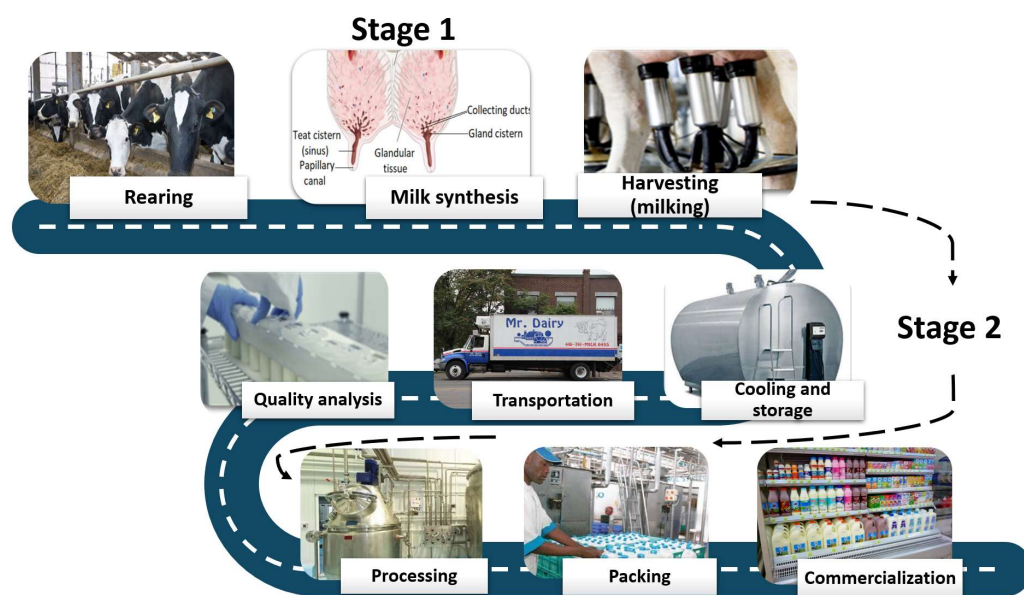 Stage 1
Collecting ducts
Teat cistern
(sinus)
Gland cistern
Papillary
canal
Glandular
tissue
Rearing
Milk synthesis
Harvesting
(milking)
Mr. Dairy
Stage 2
Quality analysis
Transportation
Cooling and
storage
Processing
Packing
Commercialization